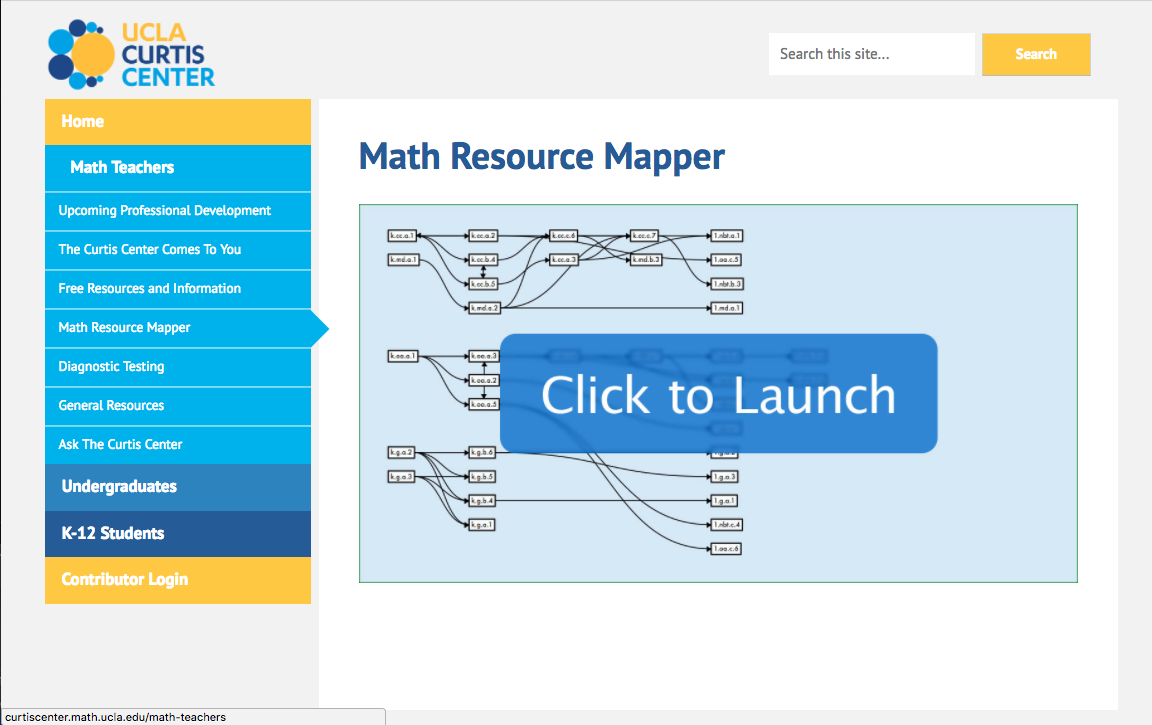 UCLA
CURTIS
CENTER
Search this site...
Search
Home
Math Teachers
Upcoming Professional Development
The Curtis Center Comes To You
Free Resources and Information
Math Resource Mapper
Diagnostic Testing
General Resources
Ask The Curtis Center
Undergraduates
K-12 Students
Contributor Login
Math Resource Mapper
k.cc.a.1 k.cc.a.2 k.cc.c.6 k.cc.c.7 1.nbt.a.1
k.md.a.1 k.cc.b.4 k.cc.a.3 k.md.b.3 1.oa.c.5
k.cc.b.5 1.nbt.b.3
k.md.a.2 1.md.a.1
k.oa.a.1 k.oa.a.3
k.oa.a.2
k.oa.a.5
Click to Launch
k.g.a.2 k.g.b.6
k.g.a.3 k.g.b.5 1.g.a.3
k.g.b.4 1.g.a.1
k.g.a.1 1.nbt.c.4
1.oa.c.6
curtiscenter.math.ucla.edu/math-teachers